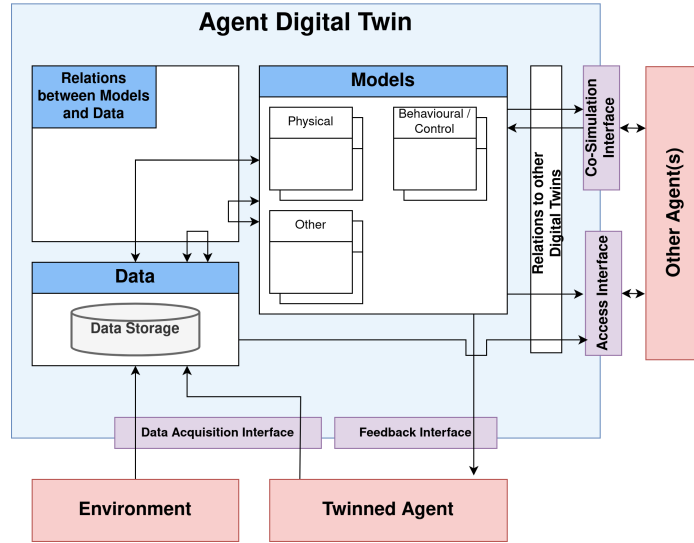 Agent Digital Twin
Relations
between Models
and Data
Models
Physical
Behavioural /
Control
Other
Data
Data Storage
Relations to other
Digital Twins
Co-Simulation
Interface
Access Interface
Other Agent(s)
Data Acquisition Interface
Feedback Interface
Environment
Twinned Agent